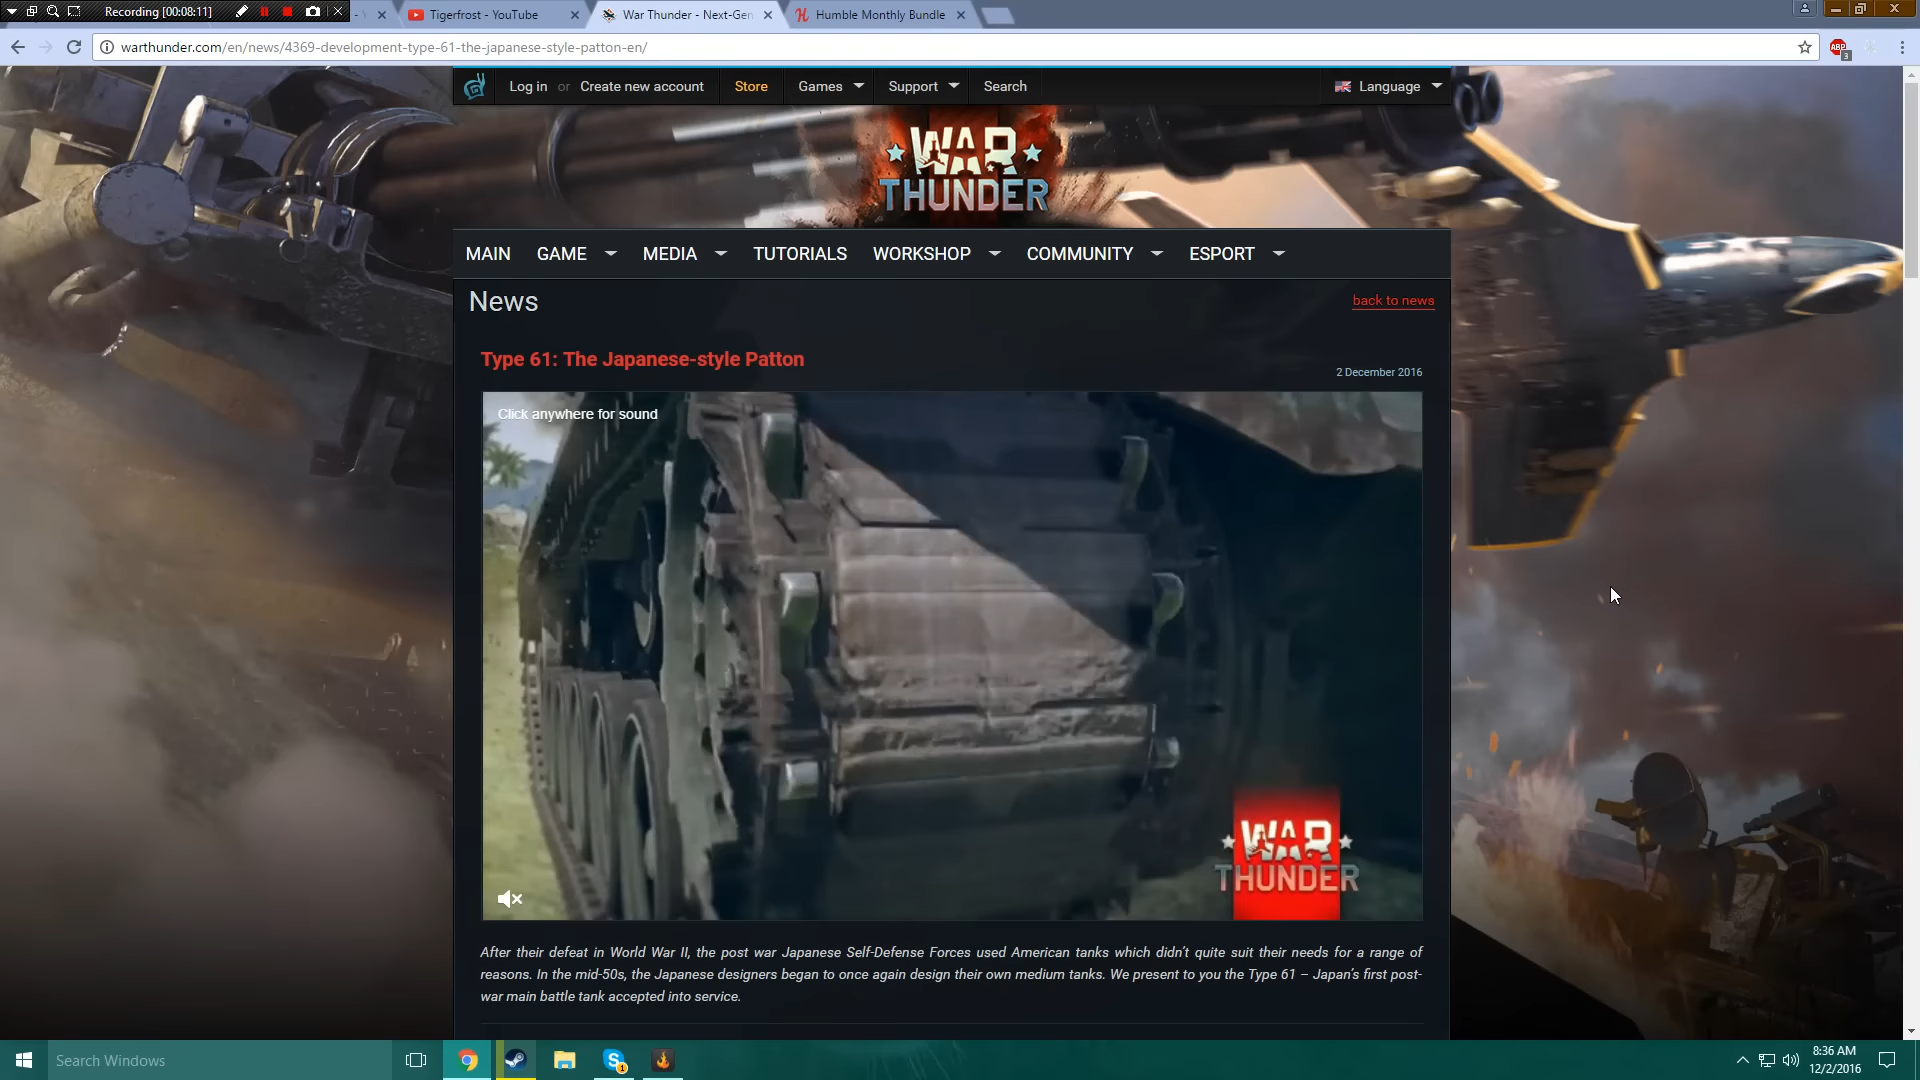 Recording [00:08:11]
Tigerfrost - YouTube
War Thunder - Next-Gen
Humble Monthly Bundle
warthunder.com/en/news/4369-development-type-61-the-japanese-style-patton-en/
ABP
3
Log in or Create new account
Store
Games
Support
Search
Language
WAR
THUNDER
MAIN
GAME
MEDIA
TUTORIALS
WORKSHOP
COMMUNITY
ESPORT
News
back to news
Type 61: The Japanese-style Patton
2 December 2016
Click anywhere for sound
WAR
THUNDER
After their defeat in World War II, the post war Japanese Self-Defense Forces used American tanks which didn't quite suit their needs for a range of
reasons. In the mid-50s, the Japanese designers began to once again design their own medium tanks. We present to you the Type 61 – Japan's first post-
war main battle tank accepted into service.
Search Windows
1
8:36 AM
12/2/2016